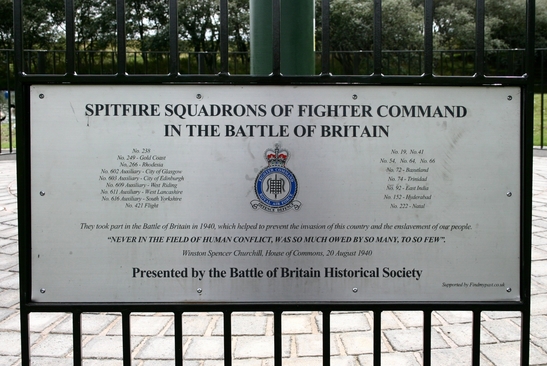 SPITFIRE SQUADRONS OF FIGHTER COMMAND
IN THE BATTLE OF BRITAIN
No. 238
No. 249 - Gold Coast
No. 266 - Rhodesia
No. 602 Auxiliary - City of Glasgow
No. 603 Auxiliary - City of Edinburgh
No. 609 Auxiliary - West Riding
No. 611 Auxiliary - West Lancashire
No. 616 Auxiliary - South Yorkshire
No. 421 Flight
No. 19, No. 41
No. 54, No. 64, No. 66
No. 72 - Basutoland
No. 74 - Trinidad
No. 92 - East India
No. 152 - Hyderabad
No. 222 - Natal
They took part in the Battle of Britain in 1940, which helped to prevent the invasion of this country and the enslavement of our people.
"NEVER IN THE FIELD OF HUMAN CONFLICT, WAS SO MUCH OWED BY SO MANY, TO SO FEW".
Winston Spencer Churchill, House of Commons, 20 August 1940
Presented by the Battle of Britain Historical Society
Supported by Findmypast.co.uk